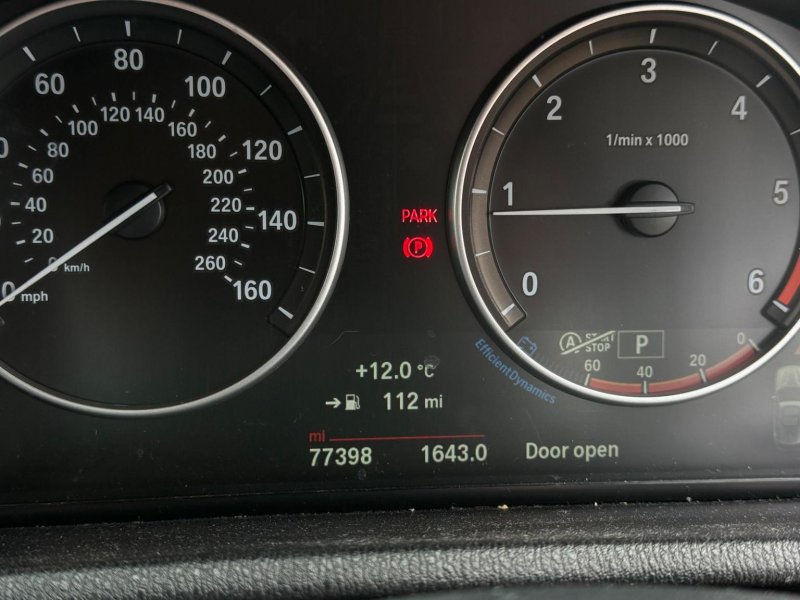 60 80 100 120 140 160
0 mph
20 40 60 80 100 120 140 160 180 200 220 240 260
0 km/h
PARK
P
0 1 2 3 4 5 6
1/min x 1000
A START STOP
P
60 40 20 0
EfficientDynamics
+12.0 °C
112 mi
mi
77398 1643.0 Door open